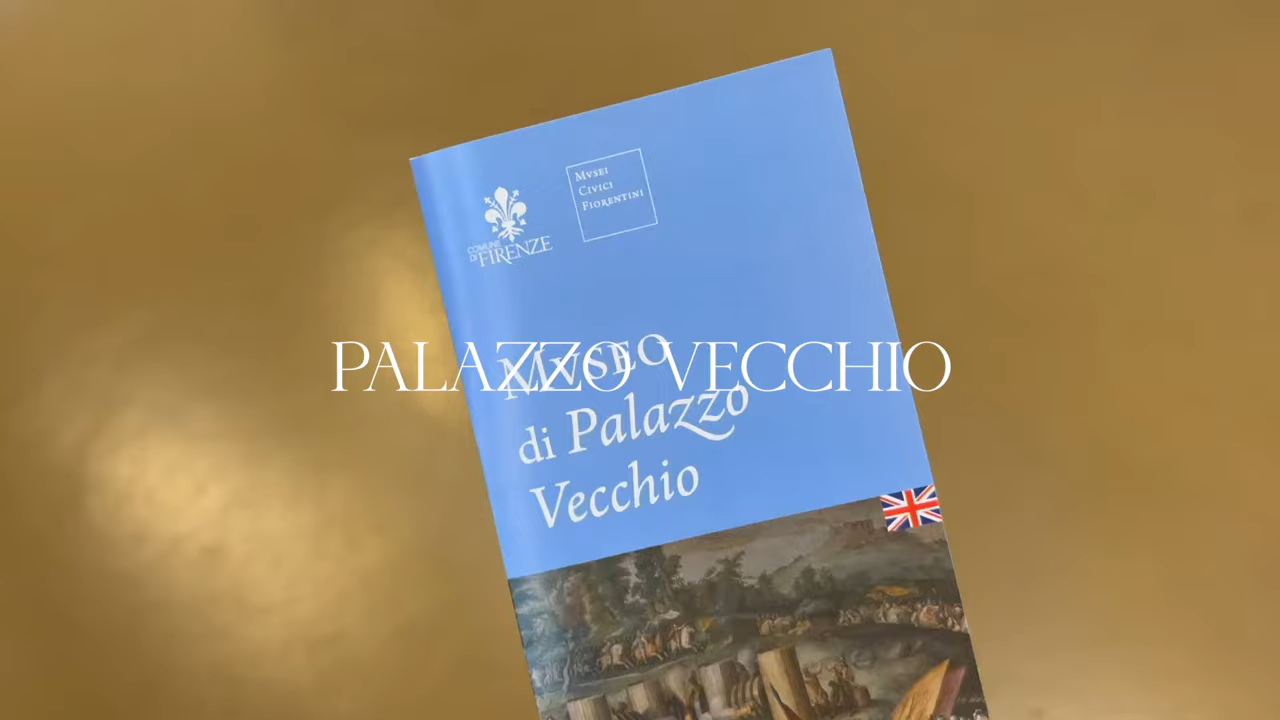 COMUNE
DI FIRENZE
MVSEI
CIVICI
FIORENTINI
PALAZZO VECCHIO
MVSEO
di Palazzo
Vecchio